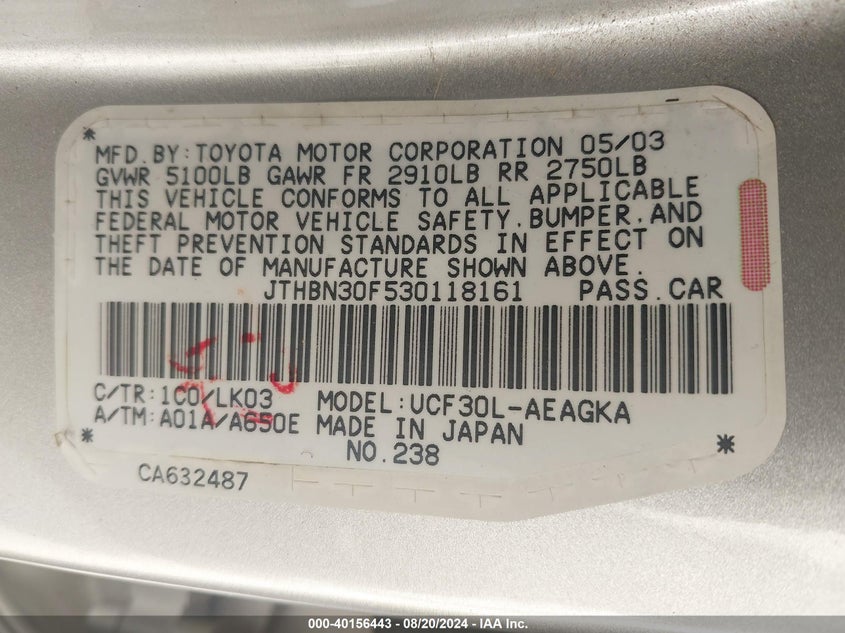 MFD.BY:TOYOTA MOTOR CORPORATION 05/03
GVWR 5100LB GAWR FR 2910LB RR 2750LB
THIS VEHICLE CONFORMS TO ALL APPLICABLE
FEDERAL MOTOR VEHICLE SAFETY,BUMPER,AND
THEFT PREVENTION STANDARDS IN EFFECT ON
THE DATE OF MANUFACTURE SHOWN ABOVE.
JTHBN30F530118161 PASS.CAR
C/TR:1C0/LK03 MODEL:UCF30L-AEAGKA
A/TM:A01A/A650E MADE IN JAPAN
NO.238
CA632487
000-40156443 - 08/20/2024 - IAA Inc.